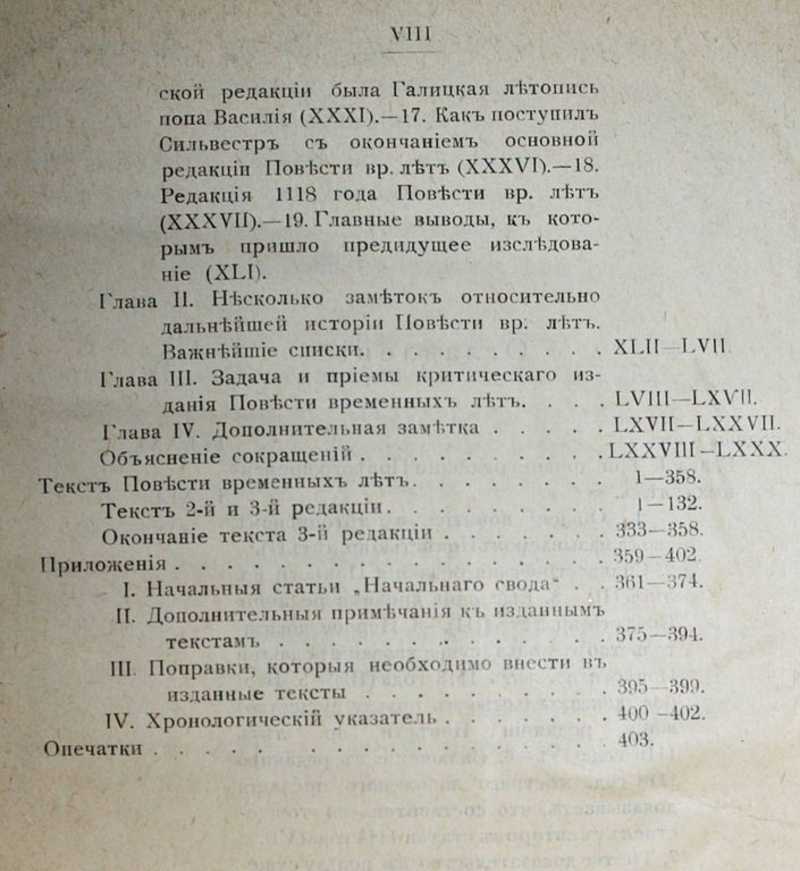 VIII
ской редакціи была Галицкая лѣтопись
попа Василія (XXXI).—17. Какъ поступилъ
Сильвестръ съ окончаніемъ основной
редакціи Повѣсти вр. лѣтъ (XXXVI).—18.
Редакція 1118 года Повѣсти вр. лѣтъ
(XXXVII).—19. Главные выводы, къ кото-
рымъ пришло предидущее изслѣдова-
ніе (XLI).
Глава II. Нѣсколько замѣтокъ относительно
дальнѣйшей исторіи Повѣсти вр. лѣтъ.
Важнѣйшіе списки. . . . . . . . . . XLII—LVII
Глава III. Задача и пріемы критическаго из-
данія Повѣсти временныхъ лѣтъ. . . . LVIII—LXVII.
Глава IV. Дополнительная замѣтка . . . . . LXVII—LXXVII.
Объясненіе сокращеній . . . . . . . . . . LXXVIII—LXXX.
Текстъ Повѣсти временныхъ лѣтъ. . . . . . . . 1—358.
Текстъ 2-й и 3-й редакціи. . . . . . . . . 1—132.
Окончаніе текста 3-й редакціи . . . . . . . 333—358.
Приложенія . . . . . . . . . . . . . . . . . 359—402
I. Начальныя статьи „Начальнаго свода“ . . 361—374.
II. Дополнительныя примѣчанія къ изданнымъ
текстамъ . . . . . . . . . . . . . 375—394.
III. Поправки, которыя необходимо внести въ
изданные тексты . . . . . . . . . . 395—399.
IV. Хронологическій указатель . . . . . . . 400—402.
Опечатки . . . . . . . . . . . . . . . . . 403.